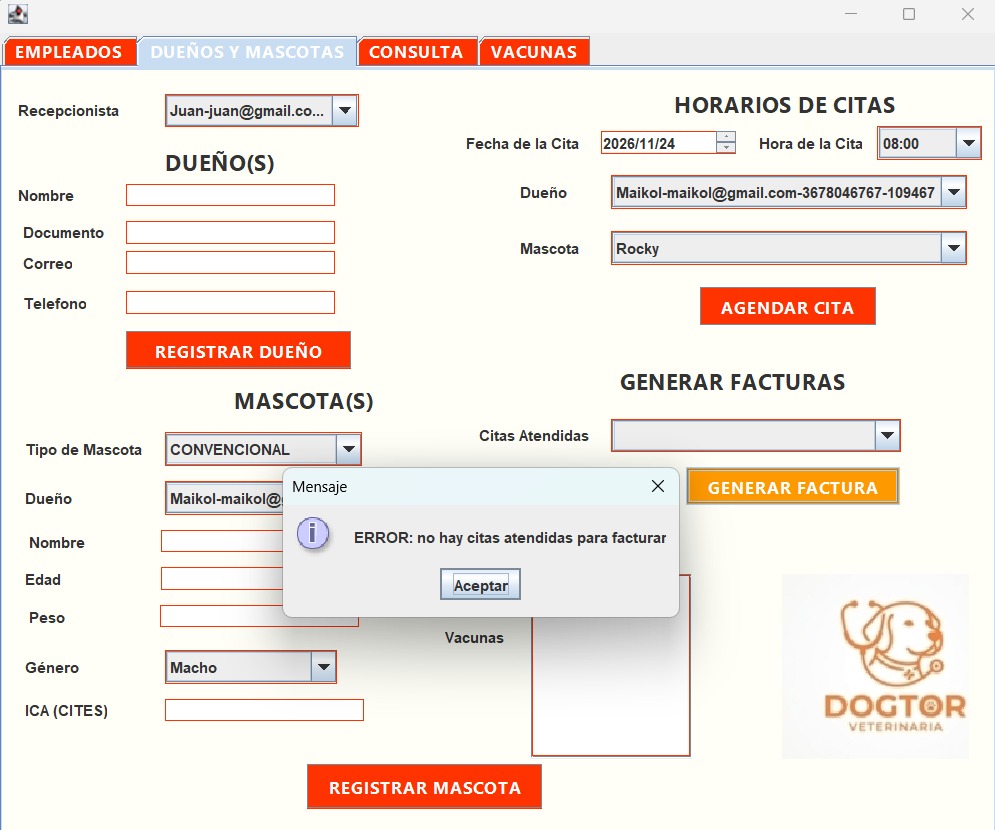 EMPLEADOS DUEÑOS Y MASCOTAS CONSULTA VACUNAS
Recepcionista Juan-juan@gmail.co...
DUEÑO(S)
Nombre
Documento
Correo
Telefono
REGISTRAR DUEÑO
HORARIOS DE CITAS
Fecha de la Cita 2026/11/24 Hora de la Cita 08:00
Dueño Maikol-maikol@gmail.com-3678046767-109467
Mascota Rocky
AGENDAR CITA
GENERAR FACTURAS
Citas Atendidas
GENERAR FACTURA
MASCOTA(S)
Tipo de Mascota CONVENCIONAL
Dueño Maikol-maikol@g
Nombre
Edad
Peso
Género Macho
ICA (CITES)
Vacunas
REGISTRAR MASCOTA
Mensaje
ERROR: no hay citas atendidas para facturar
Aceptar
DOGTOR
VETERINARIA